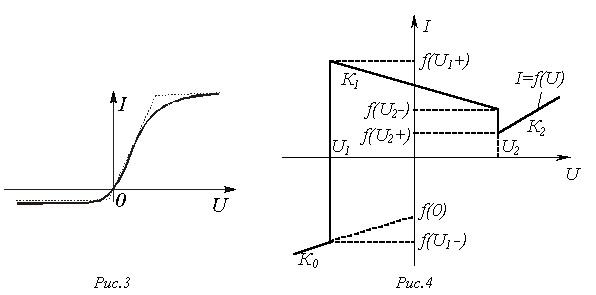 I
0
U
Рис.3
I
f(U1+)
K1
I=f(U)
f(U2-)
f(U2+)
K2
U1
U2
U
f(0)
K0
f(U1-)
Рис.4